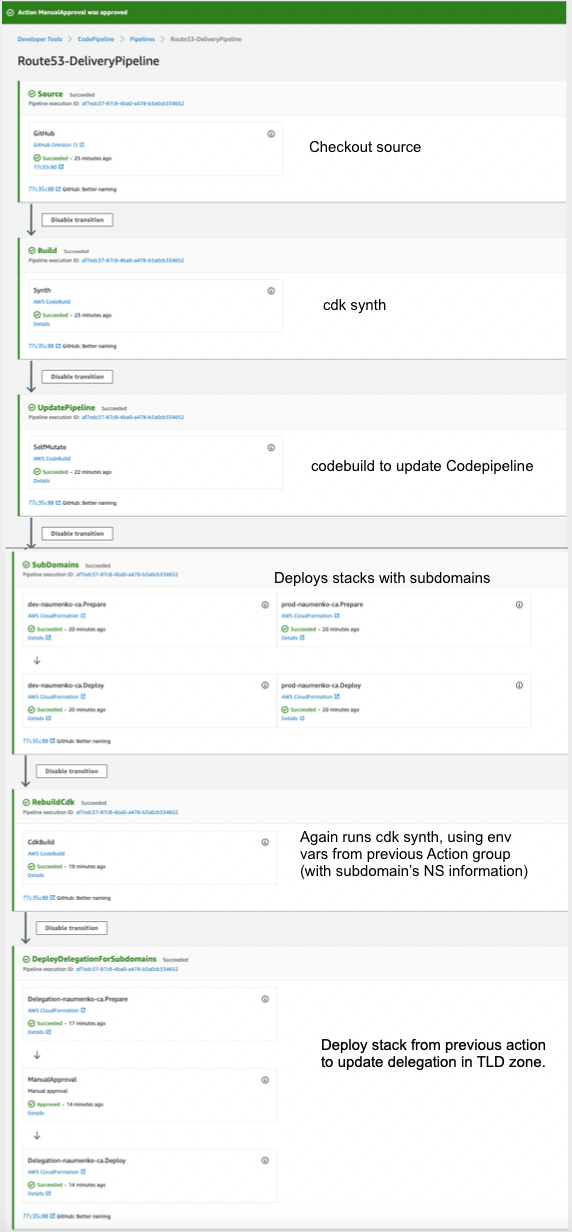 Action ManualApproval was approved
Developer Tools > CodePipeline > Pipelines > Route53-DeliveryPipeline
Route53-DeliveryPipeline
Source Succeeded
Pipeline execution ID: af7edc37-87c8-4ba0-a478-b5a0cb334652
GitHub
GitHub (Version 1)
Succeeded - 25 minutes ago
77c35c80
Checkout source
77c35c80 GitHub: Better naming
Disable transition
Build Succeeded
Pipeline execution ID: af7edc37-87c8-4ba0-a478-b5a0cb334652
Synth
AWS CodeBuild
Succeeded - 23 minutes ago
Details
cdk synth
77c35c80 GitHub: Better naming
Disable transition
UpdatePipeline Succeeded
Pipeline execution ID: af7edc37-87c8-4ba0-a478-b5a0cb334652
SelfMutate
AWS CodeBuild
Succeeded - 22 minutes ago
Details
codebuild to update Codepipeline
77c35c80 GitHub: Better naming
Disable transition
SubDomains Succeeded
Pipeline execution ID: af7edc37-87c8-4ba0-a478-b5a0cb334652
Deploys stacks with subdomains
dev-naumenko-ca.Prepare
AWS CloudFormation
Succeeded - 20 minutes ago
Details
prod-naumenko-ca.Prepare
AWS CloudFormation
Succeeded - 20 minutes ago
Details
dev-naumenko-ca.Deploy
AWS CloudFormation
Succeeded - 20 minutes ago
Details
prod-naumenko-ca.Deploy
AWS CloudFormation
Succeeded - 20 minutes ago
Details
77c35c80 GitHub: Better naming
Disable transition
RebuildCdk Succeeded
Pipeline execution ID: af7edc37-87c8-4ba0-a478-b5a0cb334652
CdkBuild
AWS CodeBuild
Succeeded - 19 minutes ago
Details
Again runs cdk synth, using env
vars from previous Action group
(with subdomain's NS information)
77c35c80 GitHub: Better naming
Disable transition
DeployDelegationForSubdomains Succeeded
Pipeline execution ID: af7edc37-87c8-4ba0-a478-b5a0cb334652
Delegation-naumenko-ca.Prepare
AWS CloudFormation
Succeeded - 17 minutes ago
Details
Deploy stack from previous action
to update delegation in TLD zone.
ManualApproval
Manual approval
Approved - 14 minutes ago
Details
Delegation-naumenko-ca.Deploy
AWS CloudFormation
Succeeded - 14 minutes ago
Details
77c35c80 GitHub: Better naming